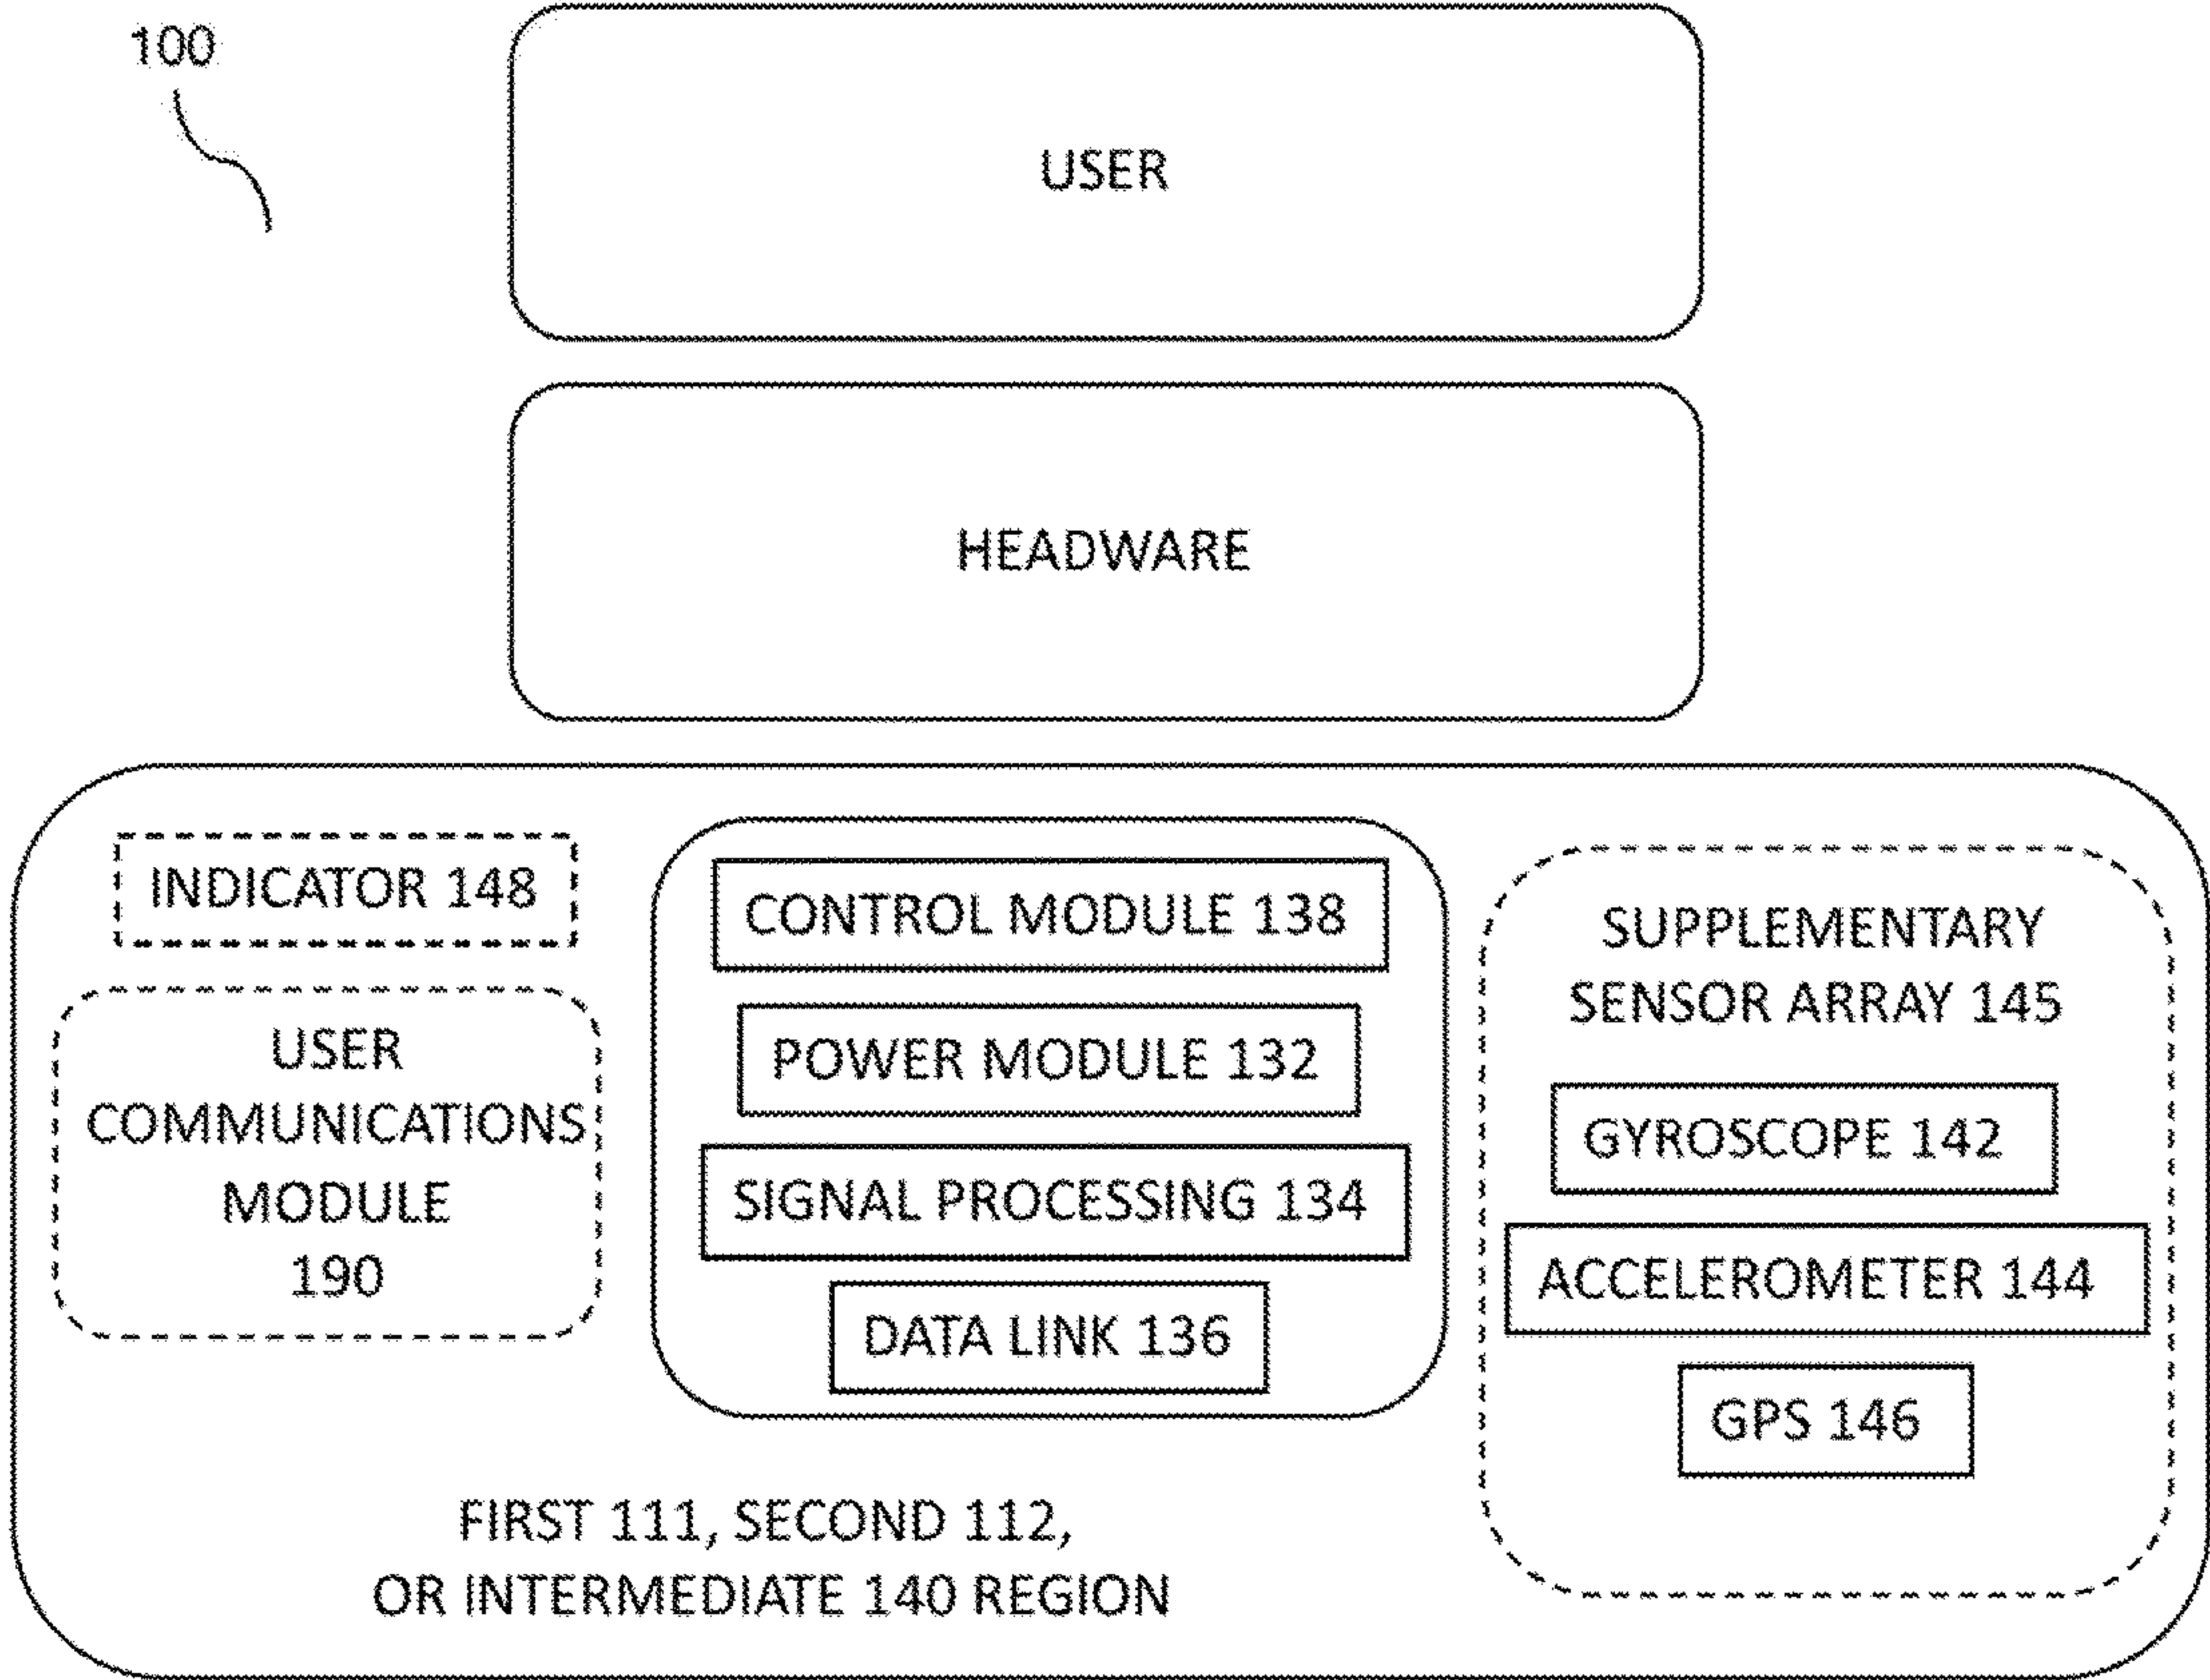 100
USER
HEADWARE
INDICATOR 148
USER
COMMUNICATIONS
MODULE
190
CONTROL MODULE 138
POWER MODULE 132
SIGNAL PROCESSING 134
DATA LINK 136
SUPPLEMENTARY
SENSOR ARRAY 145
GYROSCOPE 142
ACCELEROMETER 144
GPS 146
FIRST 111, SECOND 112,
OR INTERMEDIATE 140 REGION